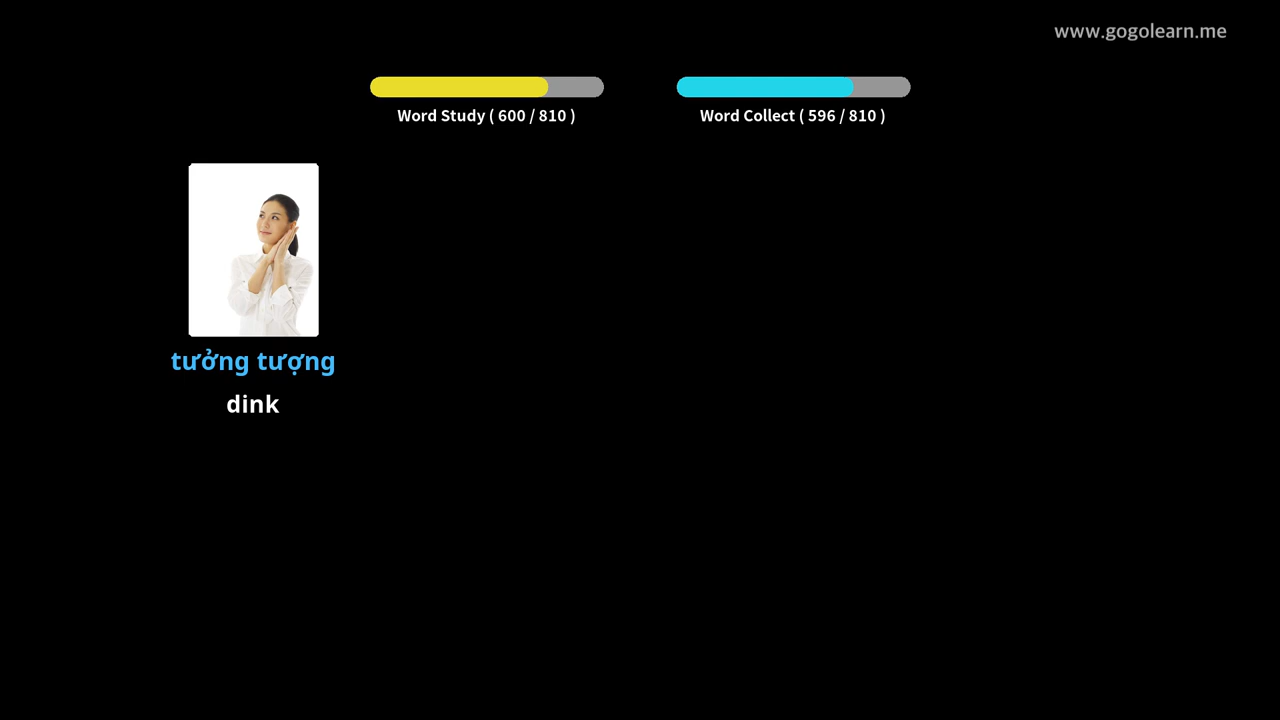 www.gogolearn.me
Word Study ( 600 / 810 )
Word Collect ( 596 / 810 )
tưởng tượng
dink